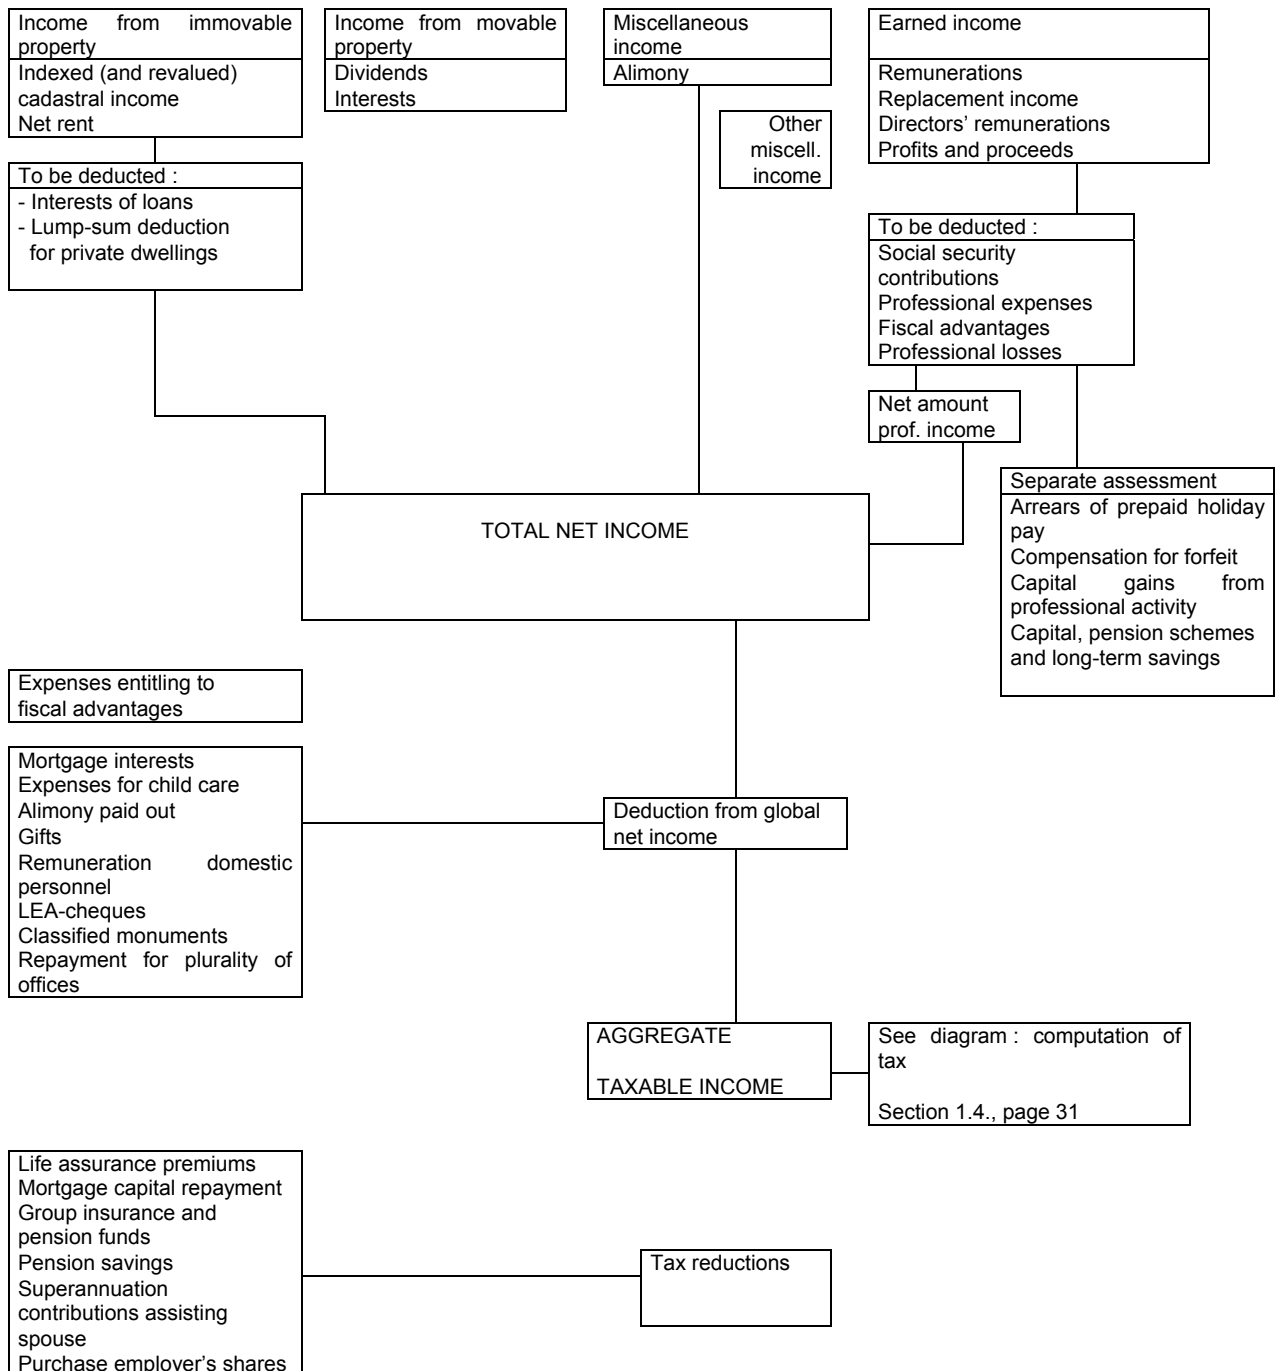 Income from immovable
property
Indexed (and revalued)
cadastral income
Net rent
To be deducted :
- Interests of loans
- Lump-sum deduction
for private dwellings
Income from movable
property
Dividends
Interests
Miscellaneous
income
Alimony
Other
miscell.
income
Earned income
Remunerations
Replacement income
Directors' remunerations
Profits and proceeds
To be deducted :
Social security
contributions
Professional expenses
Fiscal advantages
Professional losses
Net amount
prof. income
Separate assessment
Arrears of prepaid holiday
pay
Compensation for forfeit
Capital gains from
professional activity
Capital, pension schemes
and long-term savings
TOTAL NET INCOME
Expenses entitling to
fiscal advantages
Mortgage interests
Expenses for child care
Alimony paid out
Gifts
Remuneration domestic
personnel
LEA-cheques
Classified monuments
Repayment for plurality of
offices
Deduction from global
net income
AGGREGATE
TAXABLE INCOME
See diagram : computation of
tax
Section 1.4., page 31
Life assurance premiums
Mortgage capital repayment
Group insurance and
pension funds
Pension savings
Superannuation
contributions assisting
spouse
Purchase employer's shares
Tax reductions